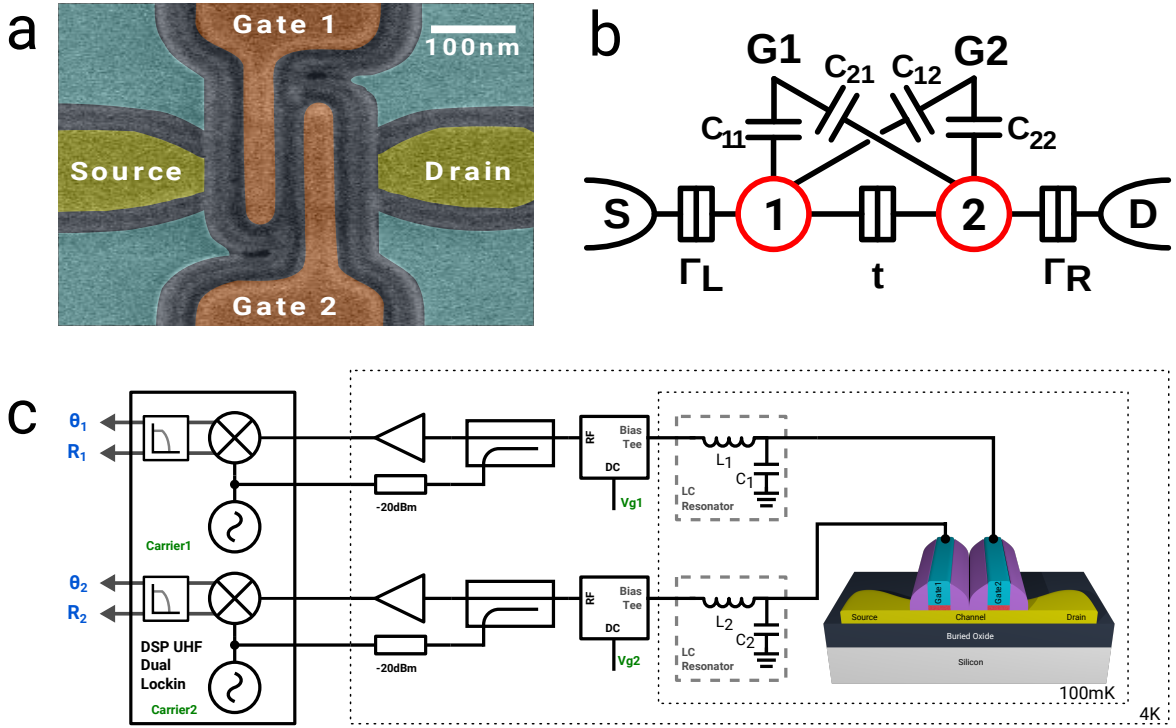 a
Gate 1
100nm
Source
Drain
Gate 2
b
G1
G2
C21
C12
C11
C22
S
1
2
D
ΓL
t
ΓR
c
θ1
R1
Carrier1
θ2
R2
DSP UHF
Dual
Lockin
Carrier2
-20dBm
-20dBm
RF
Bias
Tee
DC
Vg1
RF
Bias
Tee
DC
Vg2
L1
C1
LC
Resonator
L2
C2
LC
Resonator
Gate1
Gate2
Source
Channel
Drain
Buried Oxide
Silicon
100mK
4K